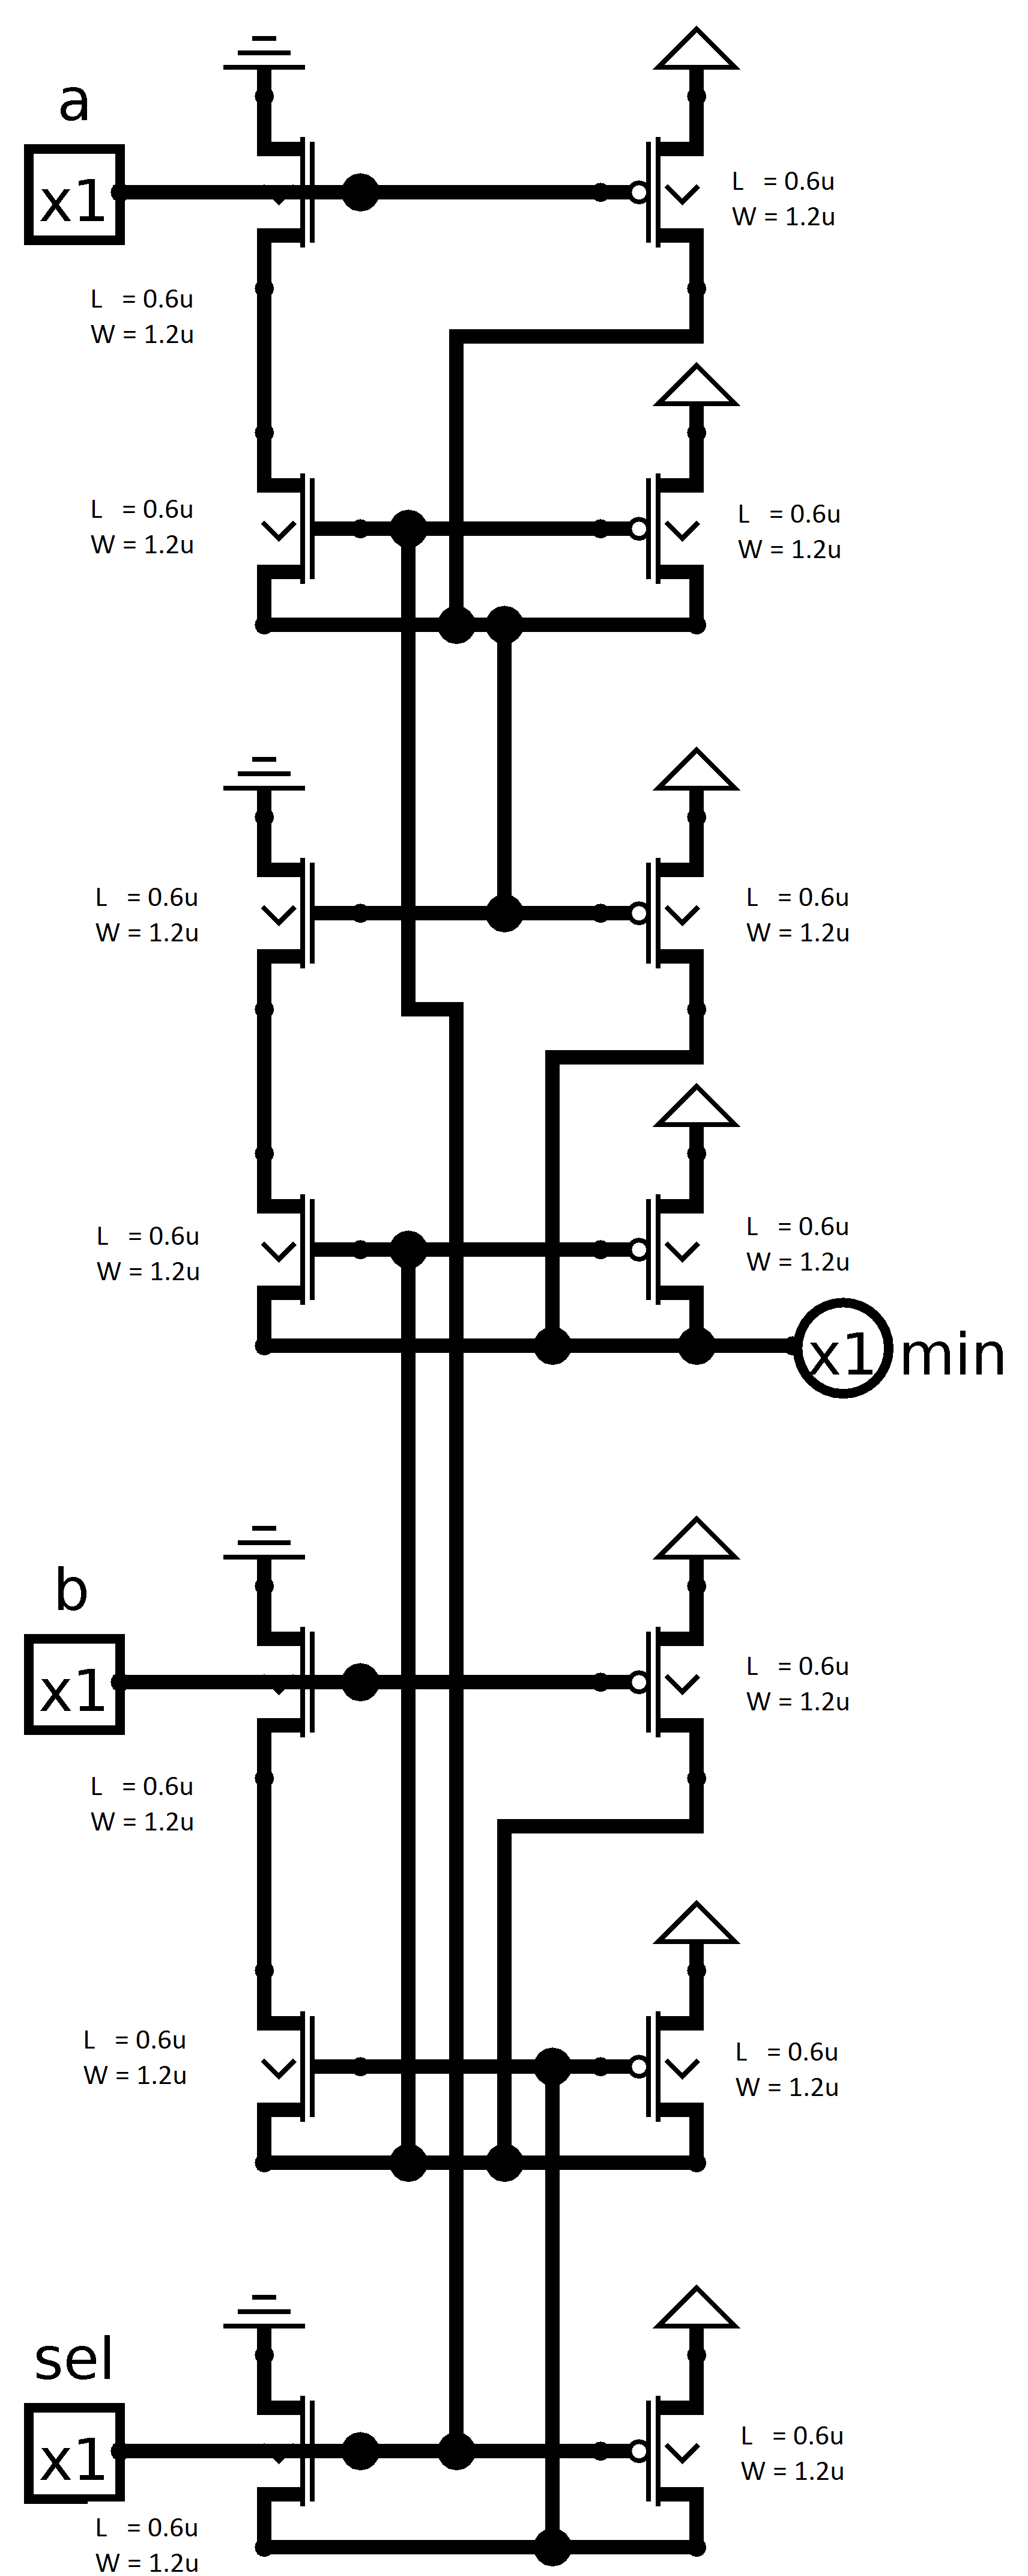 a
x1
L = 0.6u
W = 1.2u
L = 0.6u
W = 1.2u
L = 0.6u
W = 1.2u
L = 0.6u
W = 1.2u
L = 0.6u
W = 1.2u
L = 0.6u
W = 1.2u
L = 0.6u
W = 1.2u
L = 0.6u
W = 1.2u
x1 min
b
x1
L = 0.6u
W = 1.2u
L = 0.6u
W = 1.2u
L = 0.6u
W = 1.2u
L = 0.6u
W = 1.2u
sel
x1
L = 0.6u
W = 1.2u
L = 0.6u
W = 1.2u